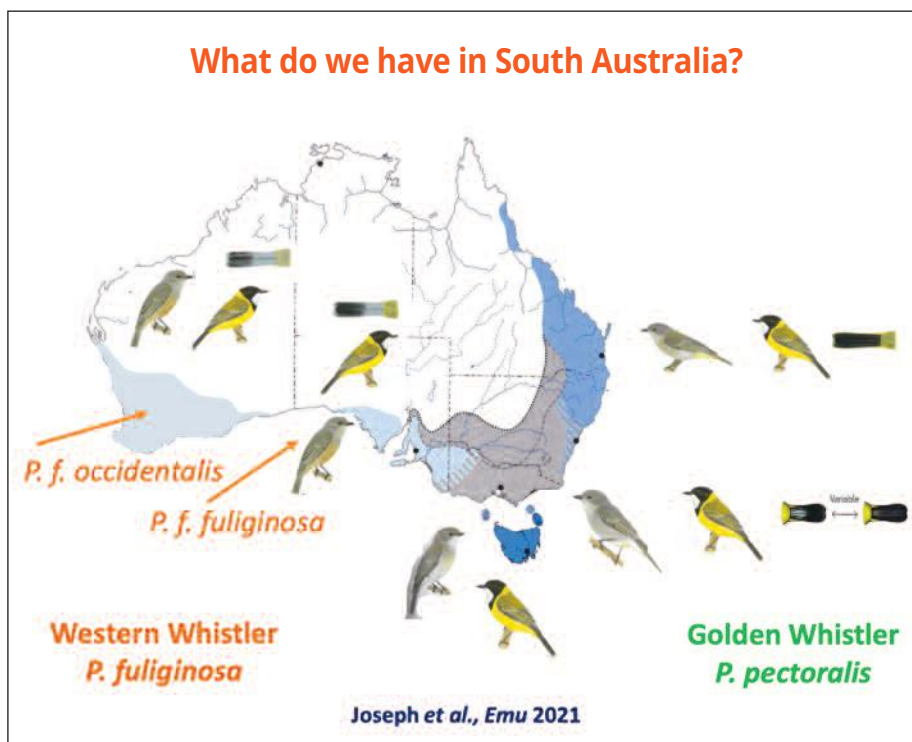 What do we have in South Australia?
P. f. occidentalis
P. f. fuliginosa
Variable
Western Whistler
P. fuliginosa
Golden Whistler
P. pectoralis
Joseph et al., Emu 2021